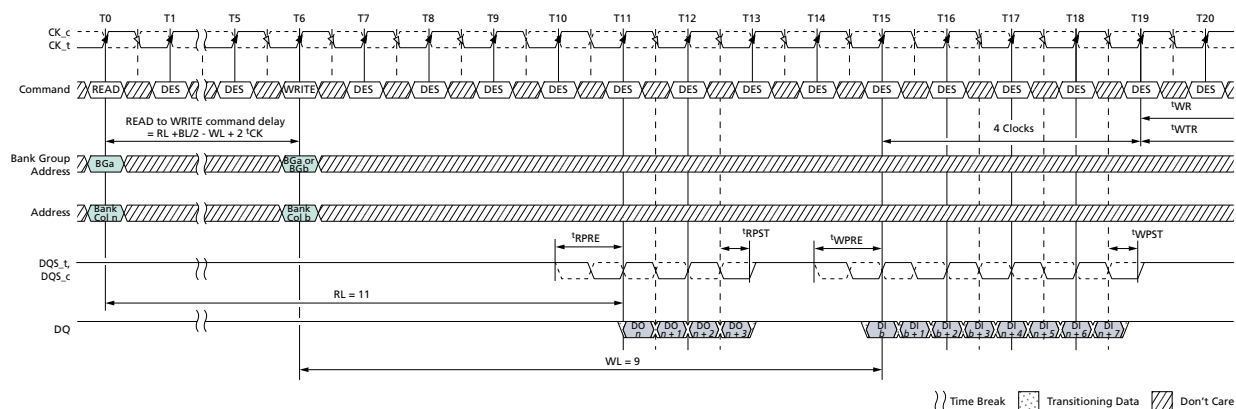 T0 T1 T5 T6 T7 T8 T9 T10 T11 T12 T13 T14 T15 T16 T17 T18 T19 T20
CK_c
CK_t
Command READ DES DES WRITE DES DES DES DES DES DES DES DES DES DES DES DES DES DES
tWR
READ to WRITE command delay
= RL +BL/2 - WL + 2 tCK
4 Clocks
tWTR
Bank Group
Address
BGa
BGa or
BGb
Address
Bank
Col n
Bank
Col b
tRPRE tRPST tWPRE tWPST
DQS_t,
DQS_c
RL = 11
DQ
DO
n
DO
n + 1
DO
n + 2
DO
n + 3
DI
b
DI
b + 1
DI
b + 2
DI
b + 3
DI
n + 4
DI
n + 5
DI
n + 6
DI
n + 7
WL = 9
Time Break Transitioning Data Don't Care